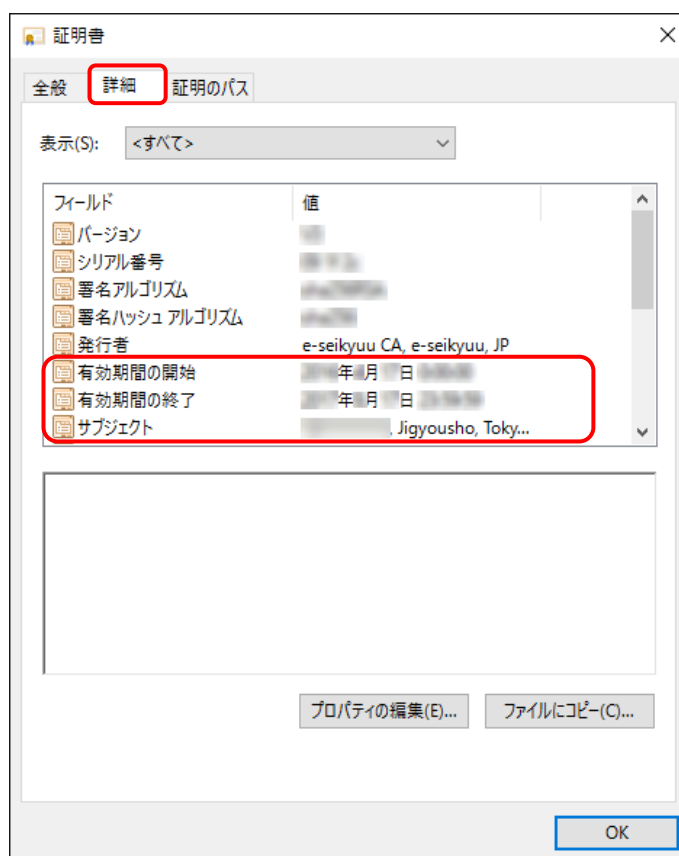 証明書
全般 詳細 証明のパス
表示(S): <すべて>
フィールド 値
バージョン
シリアル番号
署名アルゴリズム
署名ハッシュ アルゴリズム
発行者 e-seikyuu CA, e-seikyuu, JP
有効期間の開始 年 月 日
有効期間の終了 年 月 日
サブジェクト , Jigyousho, Toky...
プロパティの編集(E)... ファイルにコピー(C)...
OK